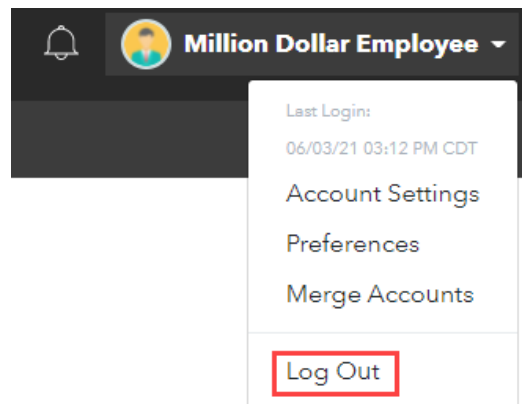 Million Dollar Employee
Last Login:
06/03/21 03:12 PM CDT
Account Settings
Preferences
Merge Accounts
Log Out